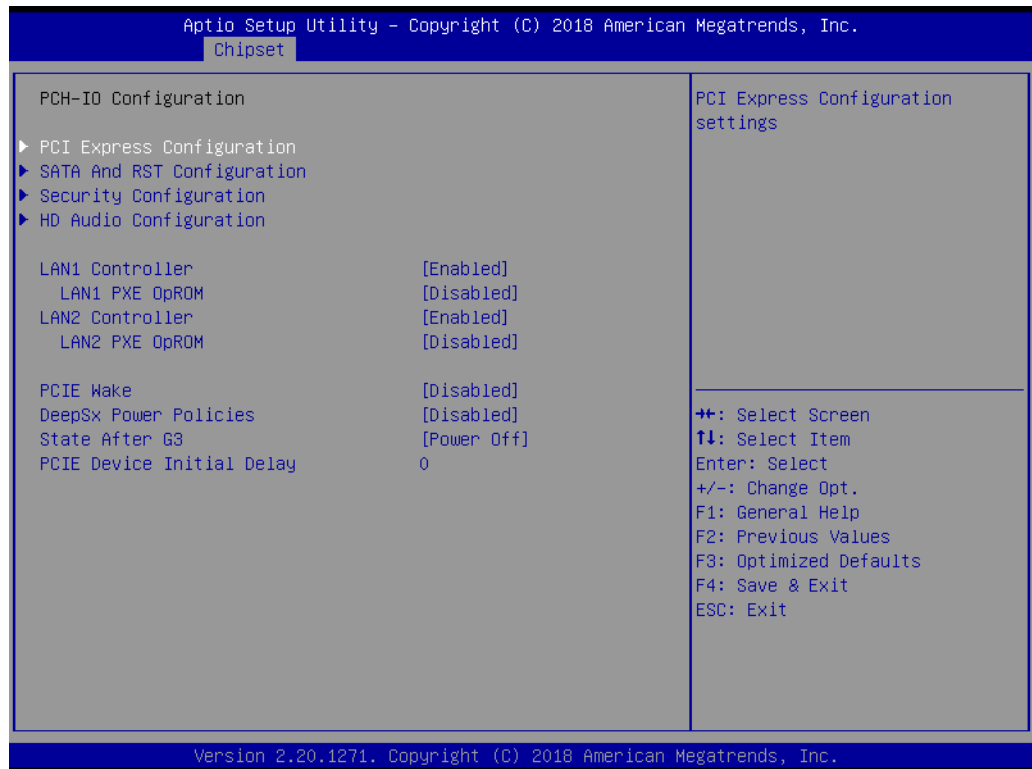 Aptio Setup Utility – Copyright (C) 2018 American Megatrends, Inc.
Chipset
PCH-IO Configuration
▶ PCI Express Configuration
▶ SATA And RST Configuration
▶ Security Configuration
▶ HD Audio Configuration
LAN1 Controller [Enabled]
LAN1 PXE OpROM [Disabled]
LAN2 Controller [Enabled]
LAN2 PXE OpROM [Disabled]
PCIE Wake [Disabled]
DeepSx Power Policies [Disabled]
State After G3 [Power Off]
PCIE Device Initial Delay 0
PCI Express Configuration
settings
→←: Select Screen
↑↓: Select Item
Enter: Select
+/-: Change Opt.
F1: General Help
F2: Previous Values
F3: Optimized Defaults
F4: Save & Exit
ESC: Exit
Version 2.20.1271. Copyright (C) 2018 American Megatrends, Inc.